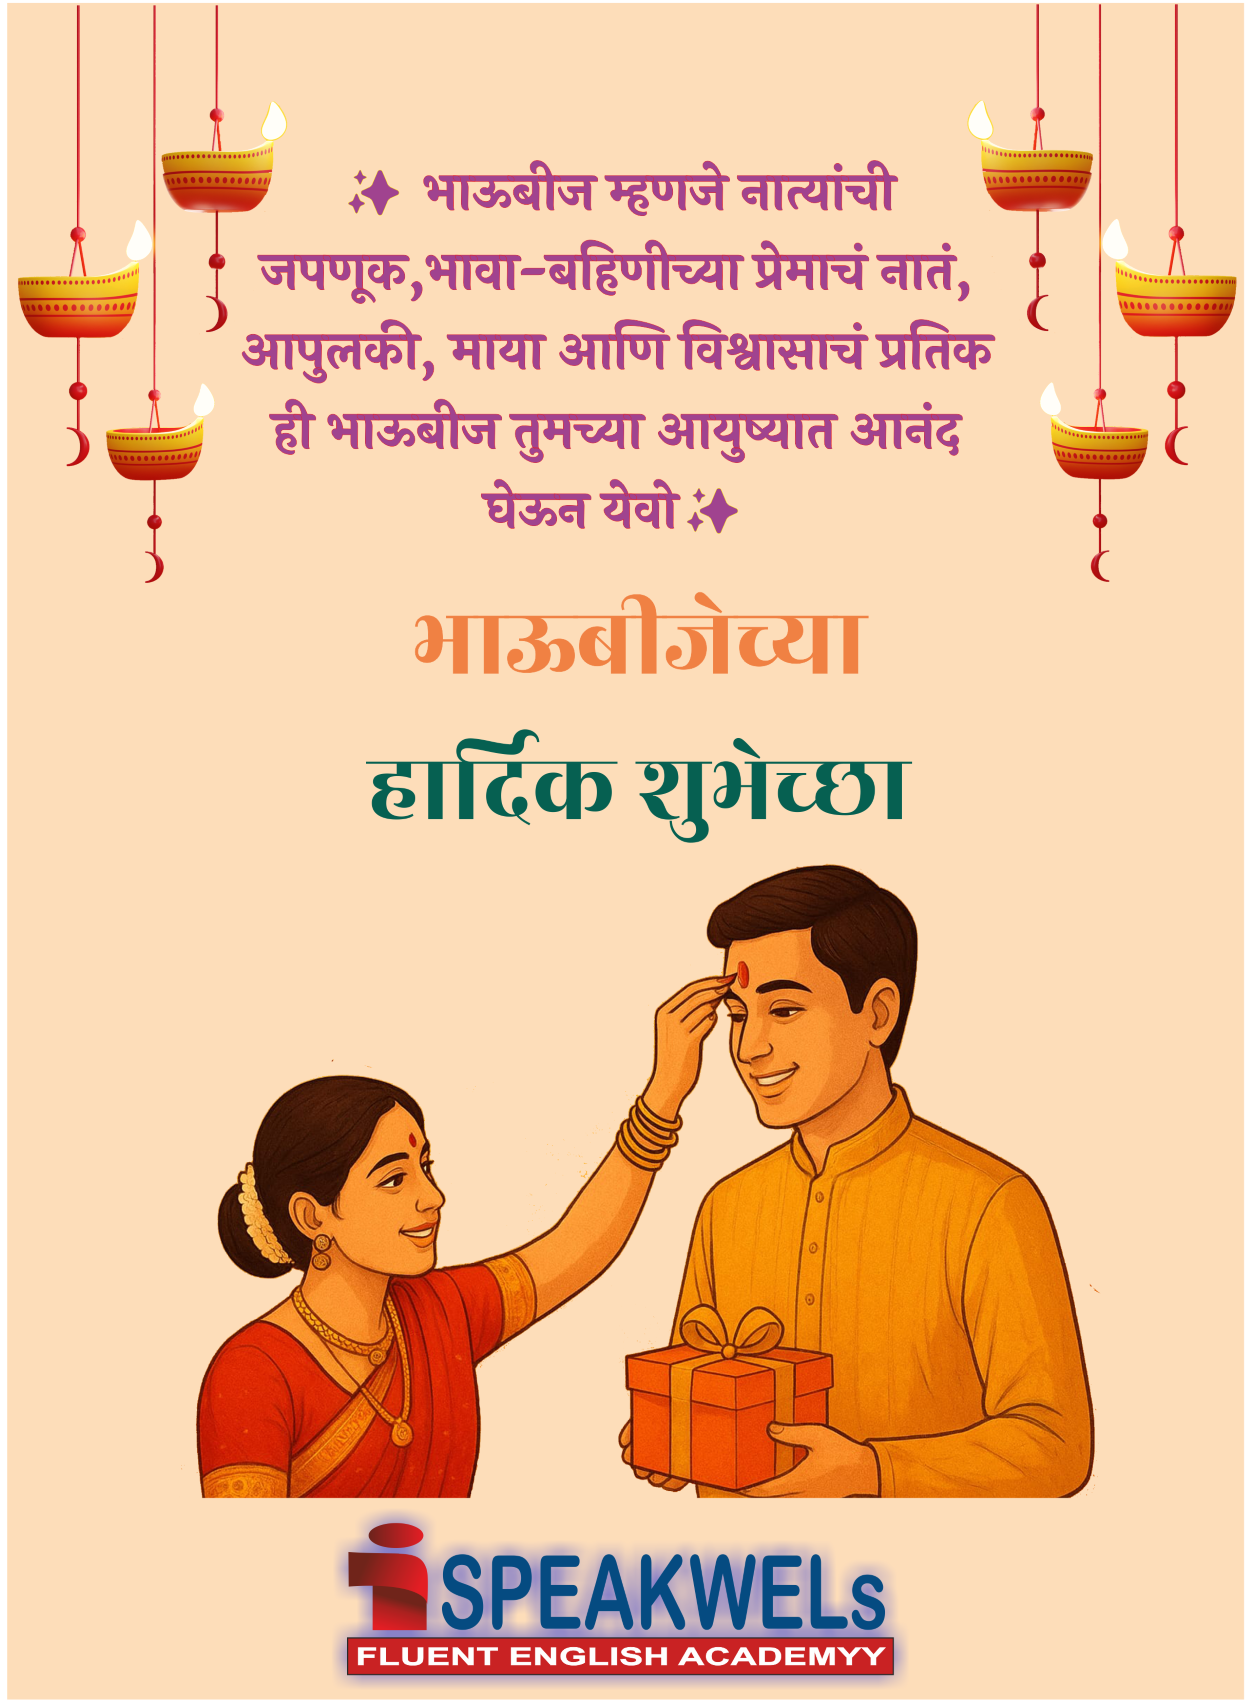 भाऊबीज म्हणजे नात्यांची
जपणूक,भावा-बहिणीच्या प्रेमाचं नातं,
आपुलकी, माया आणि विश्वासाचं प्रतिक
ही भाऊबीज तुमच्या आयुष्यात आनंद
घेऊन येवो
भाऊबीजेच्या
हार्दिक शुभेच्छा
i SPEAKWELs
FLUENT ENGLISH ACADEMYY